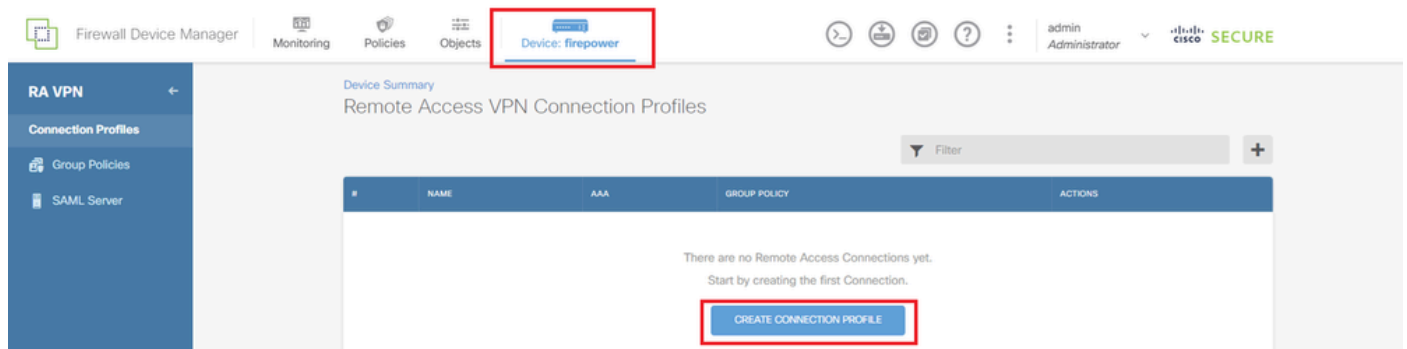 Firewall Device Manager
Monitoring
Policies
Objects
Device: firepower
admin
Administrator
cisco SECURE
RA VPN
Connection Profiles
Group Policies
SAML Server
Device Summary
Remote Access VPN Connection Profiles
Filter
# NAME AAA GROUP POLICY ACTIONS
There are no Remote Access Connections yet.
Start by creating the first Connection.
CREATE CONNECTION PROFILE